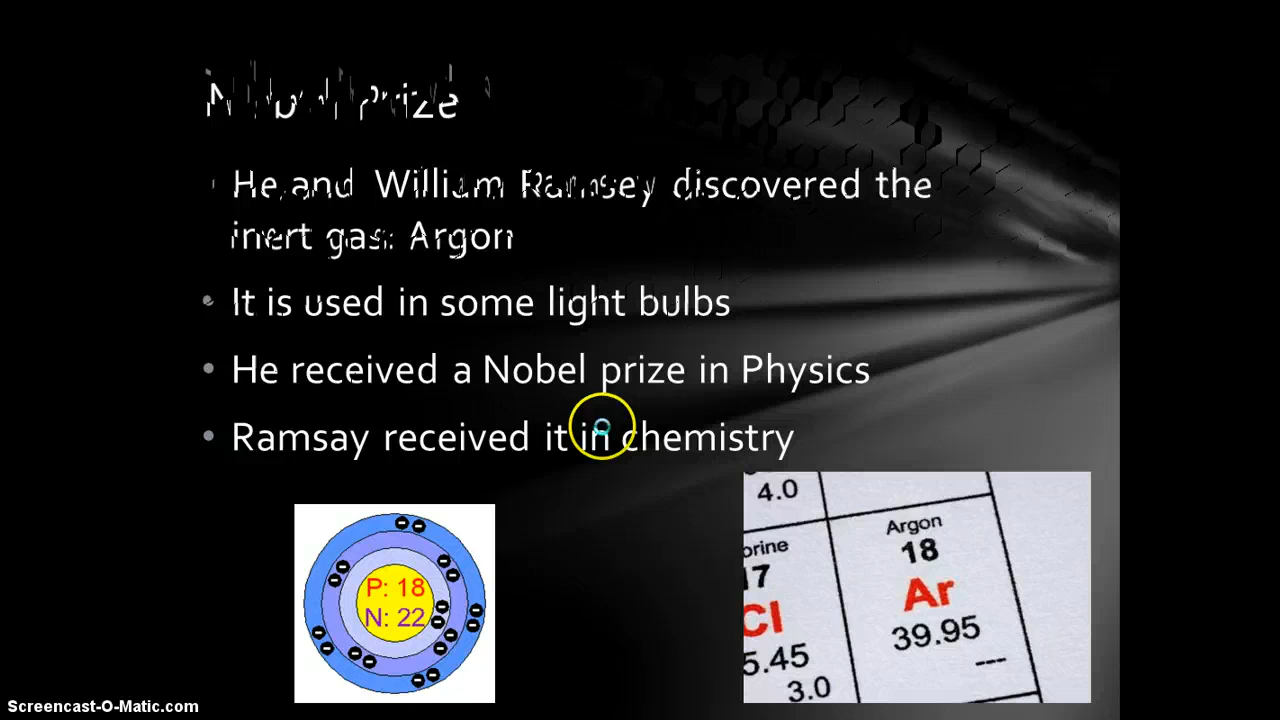 Nobel Prize
He and William Ramsey discovered the
inert gas: Argon
It is used in some light bulbs
He received a Nobel prize in Physics
Ramsay received it in chemistry
P: 18
N: 22
4.0
orine
17
Cl
5.45
3.0
Argon
18
Ar
39.95
---
Screencast-O-Matic.com